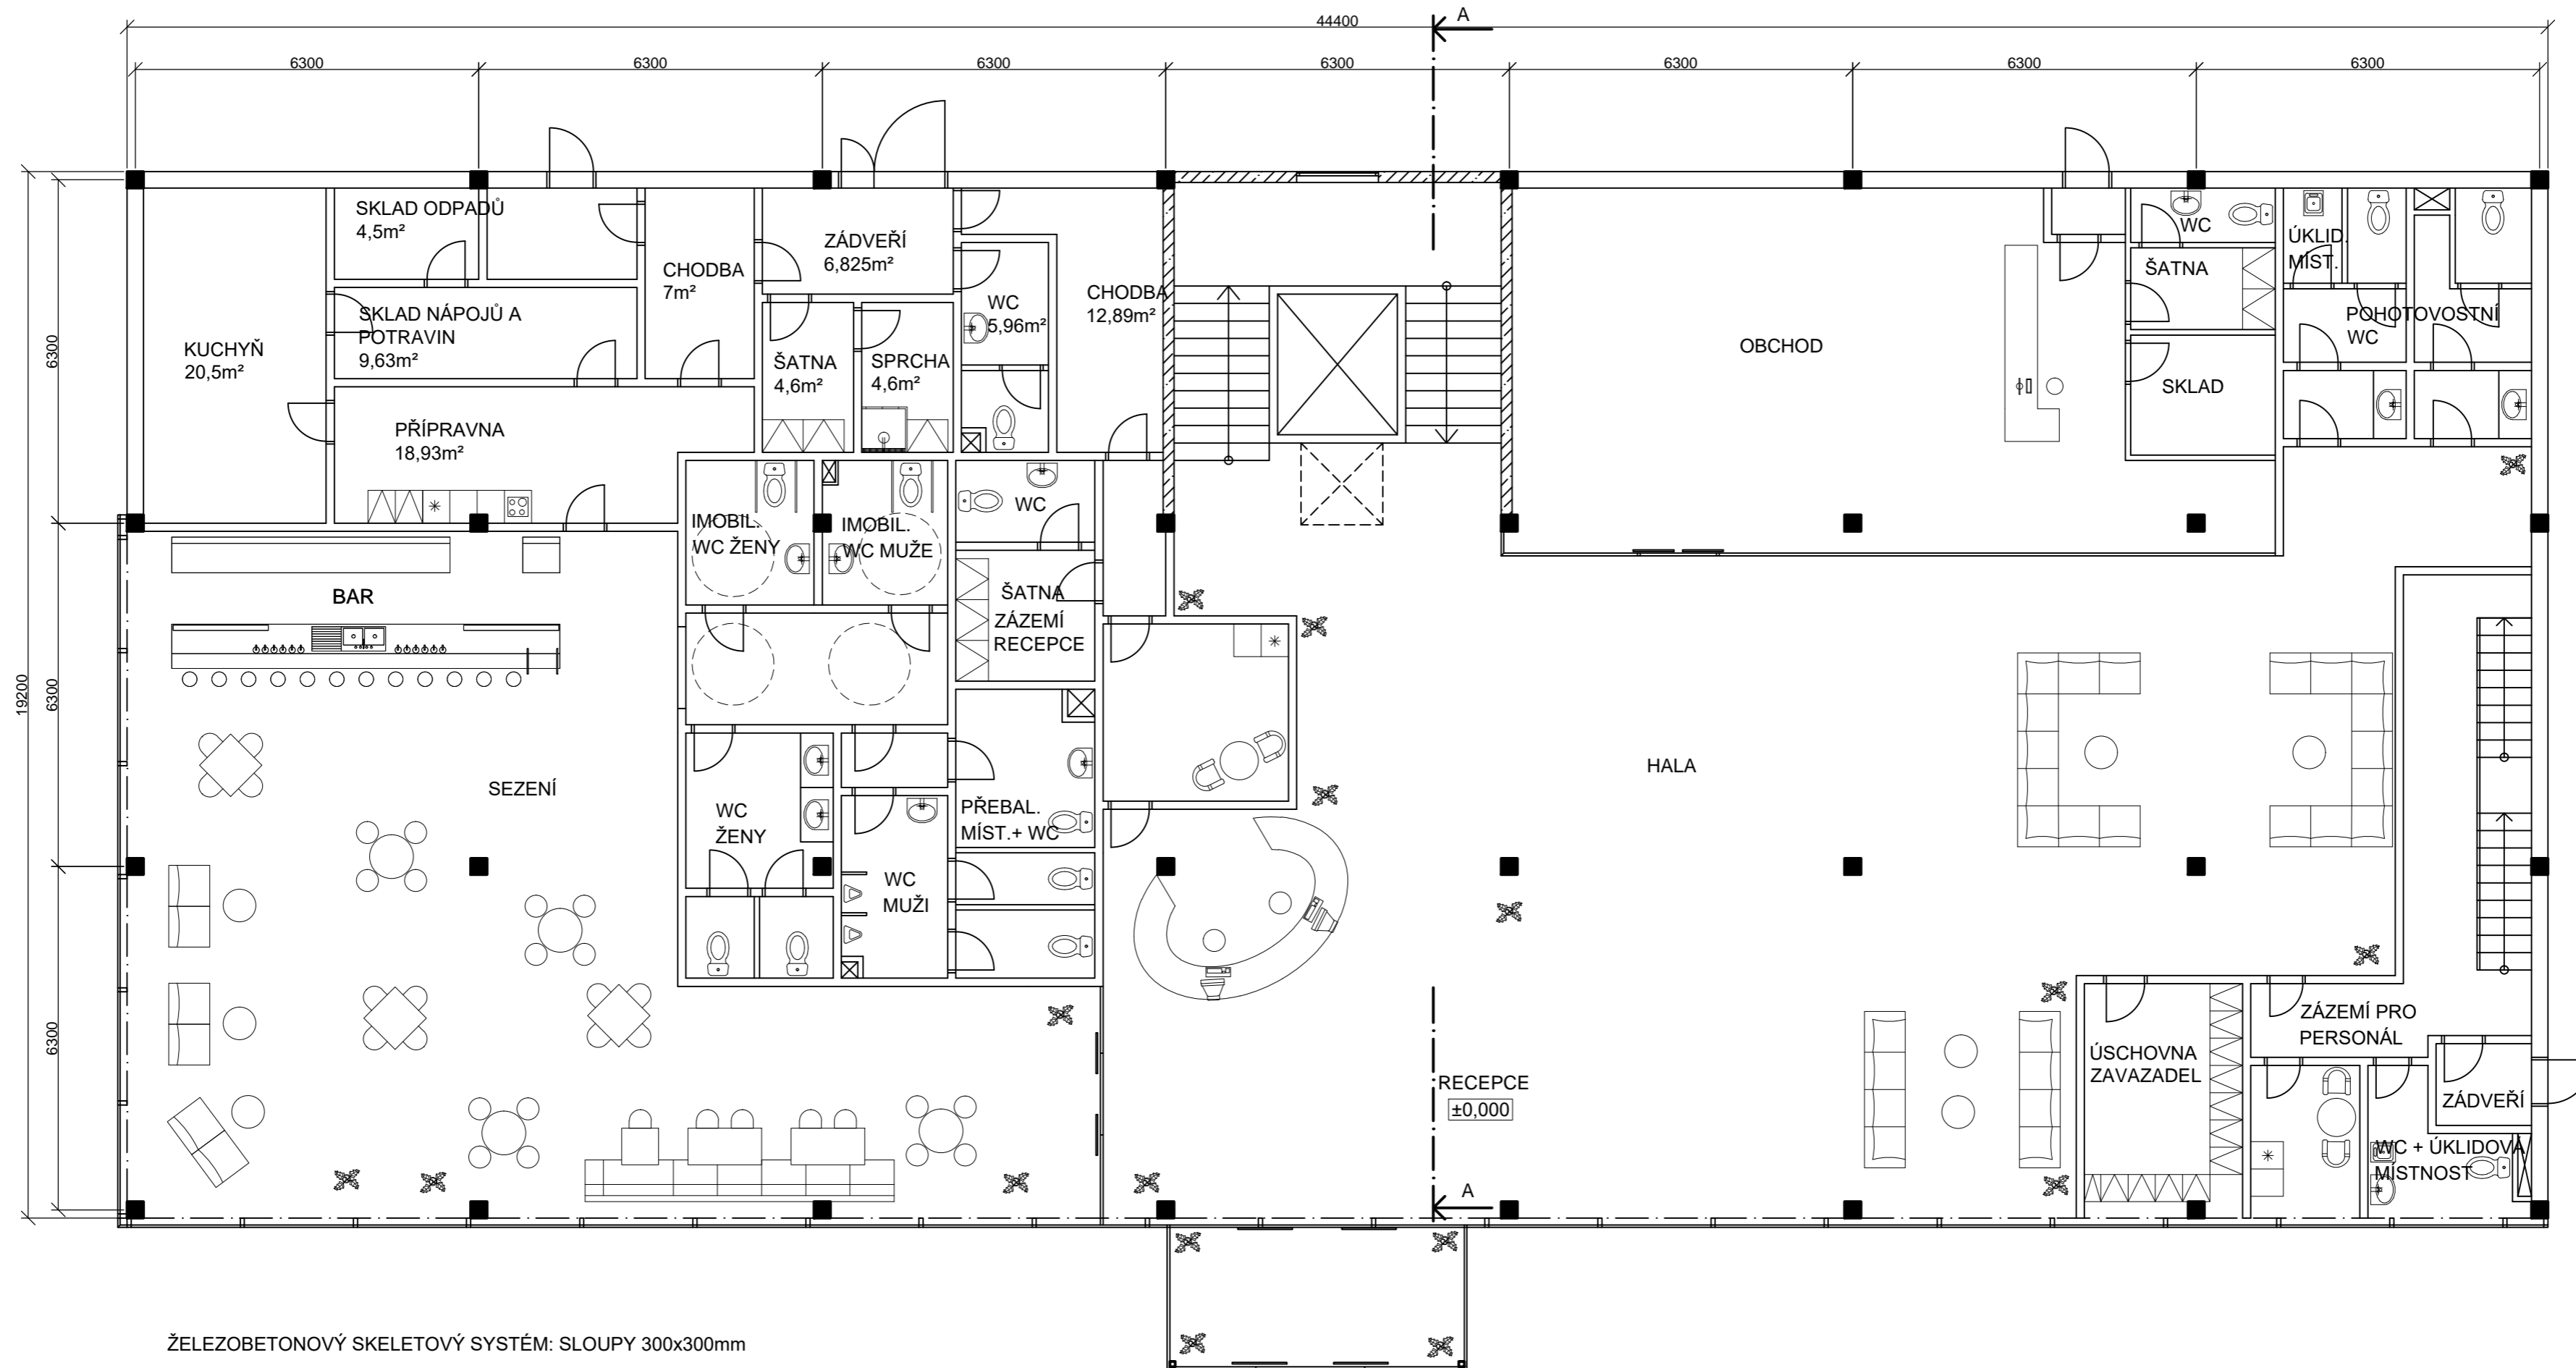 44400
A
6300
6300
6300
6300
6300
6300
6300
SKLAD ODPADŮ
4,5m²
ZÁDVEŘÍ
6,825m²
CHODBA
7m²
SKLAD NÁPOJŮ A
POTRAVIN
9,63m²
KUCHYŇ
20,5m²
6300
ŠATNA
4,6m²
SPRCHA
4,6m²
WC
5,96m²
CHODBA
12,89m²
PŘÍPRAVNA
18,93m²
OBCHOD
WC
ŠATNA
SKLAD
ÚKLID.
MÍST.
POHOTOVOSTNÍ
WC
IMOBIL.
WC ŽENY
IMOBIL.
WC MUŽE
WC
ŠATNA
ZÁZEMÍ
RECEPCE
BAR
19200
6300
SEZENÍ
HALA
WC
ŽENY
PŘEBAL.
MÍST.+ WC
WC
MUŽI
6300
RECEPCE
±0,000
ÚSCHOVNA
ZAVAZADEL
ZÁZEMÍ PRO
PERSONÁL
ZÁDVEŘÍ
WC + ÚKLIDOVÁ
MÍSTNOST
A
ŽELEZOBETONOVÝ SKELETOVÝ SYSTÉM: SLOUPY 300x300mm